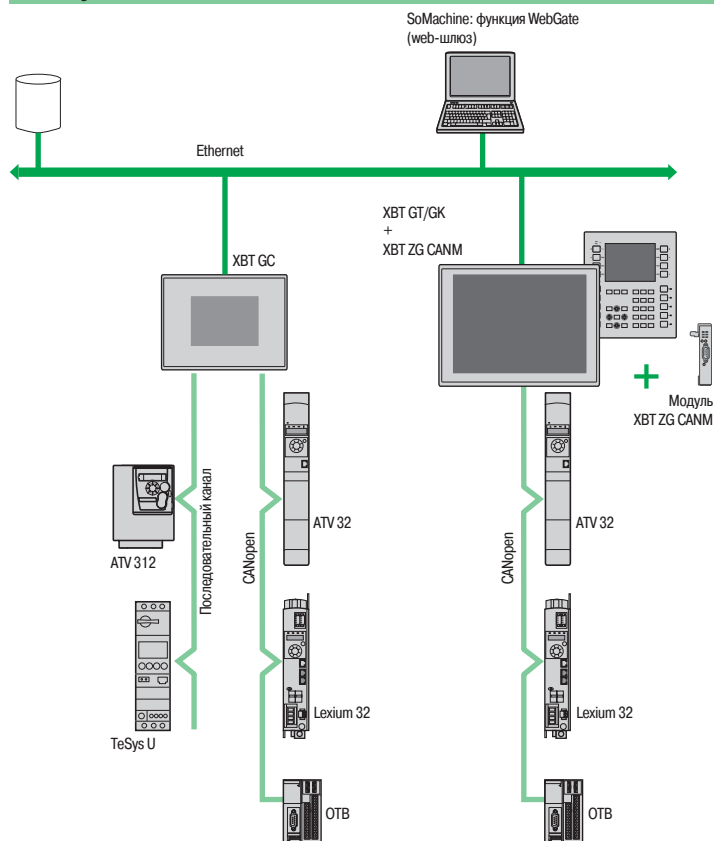 SoMachine: функция WebGate
(web-шлюз)
Ethernet
XBT GT/GK
+
XBT ZG CANM
XBT GC
Модуль
XBT ZG CANM
ATV 312
Последовательный канал
CANopen
ATV 32
CANopen
ATV 32
TeSys U
Lexium 32
Lexium 32
OTB
OTB